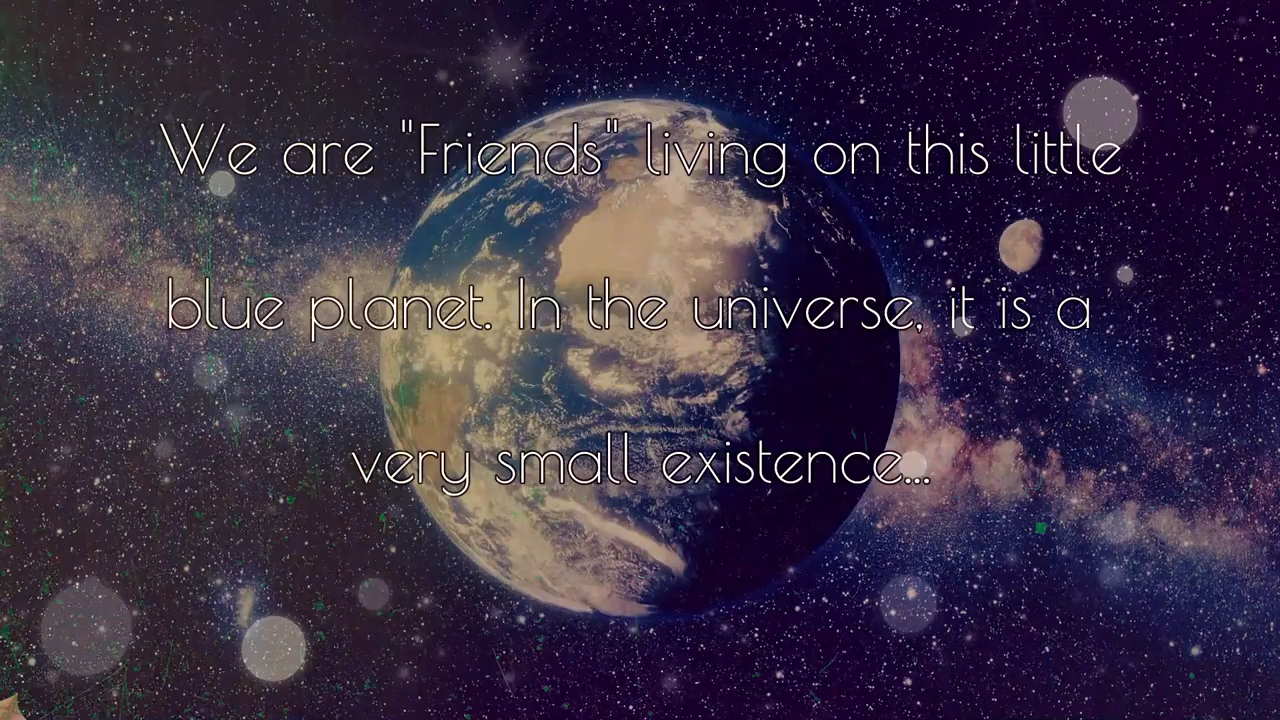 We are "Friends" living on this little
blue planet. In the universe, it is a
very small existence...